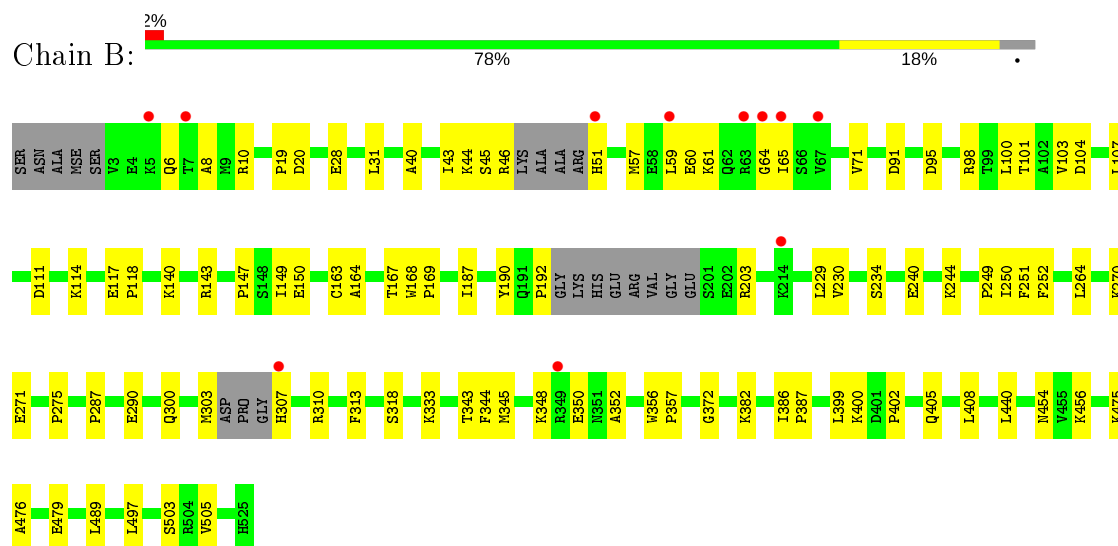 2%
Chain B:
78% 18% •
SER ASN ALA MSE SER V3 E4 K5 Q6 T7 A8 M9 R10 P19 D20 E28 L31 A40 I43 K44 S45 R46 LYS ALA ALA ARG H51 M57 E58 L59 E60 K61 Q62 R63 G64 I65 S66 V67 V71 D91 D95 R98 T99 L100 T101 A102 V103 D104 L107
D111 K114 E117 P118 K140 R143 P147 S148 I149 E150 C163 A164 T167 W168 P169 I187 Y190 Q191 P192 GLY LYS HIS GLU ARG VAL GLY GLU S201 E202 R203 K214 L229 V230 S234 E240 K244 P249 I250 F251 F252 L264 K270
E271 P275 P287 E290 Q300 M303 ASP PRO GLY H307 R310 F313 S318 K333 T343 F344 M345 K348 R349 E350 N351 A352 W356 P357 G372 K382 I386 P387 L399 K400 D401 P402 Q405 L408 L440 N454 V455 K456 K475
A476 E479 L489 L497 S503 R504 V505 H525